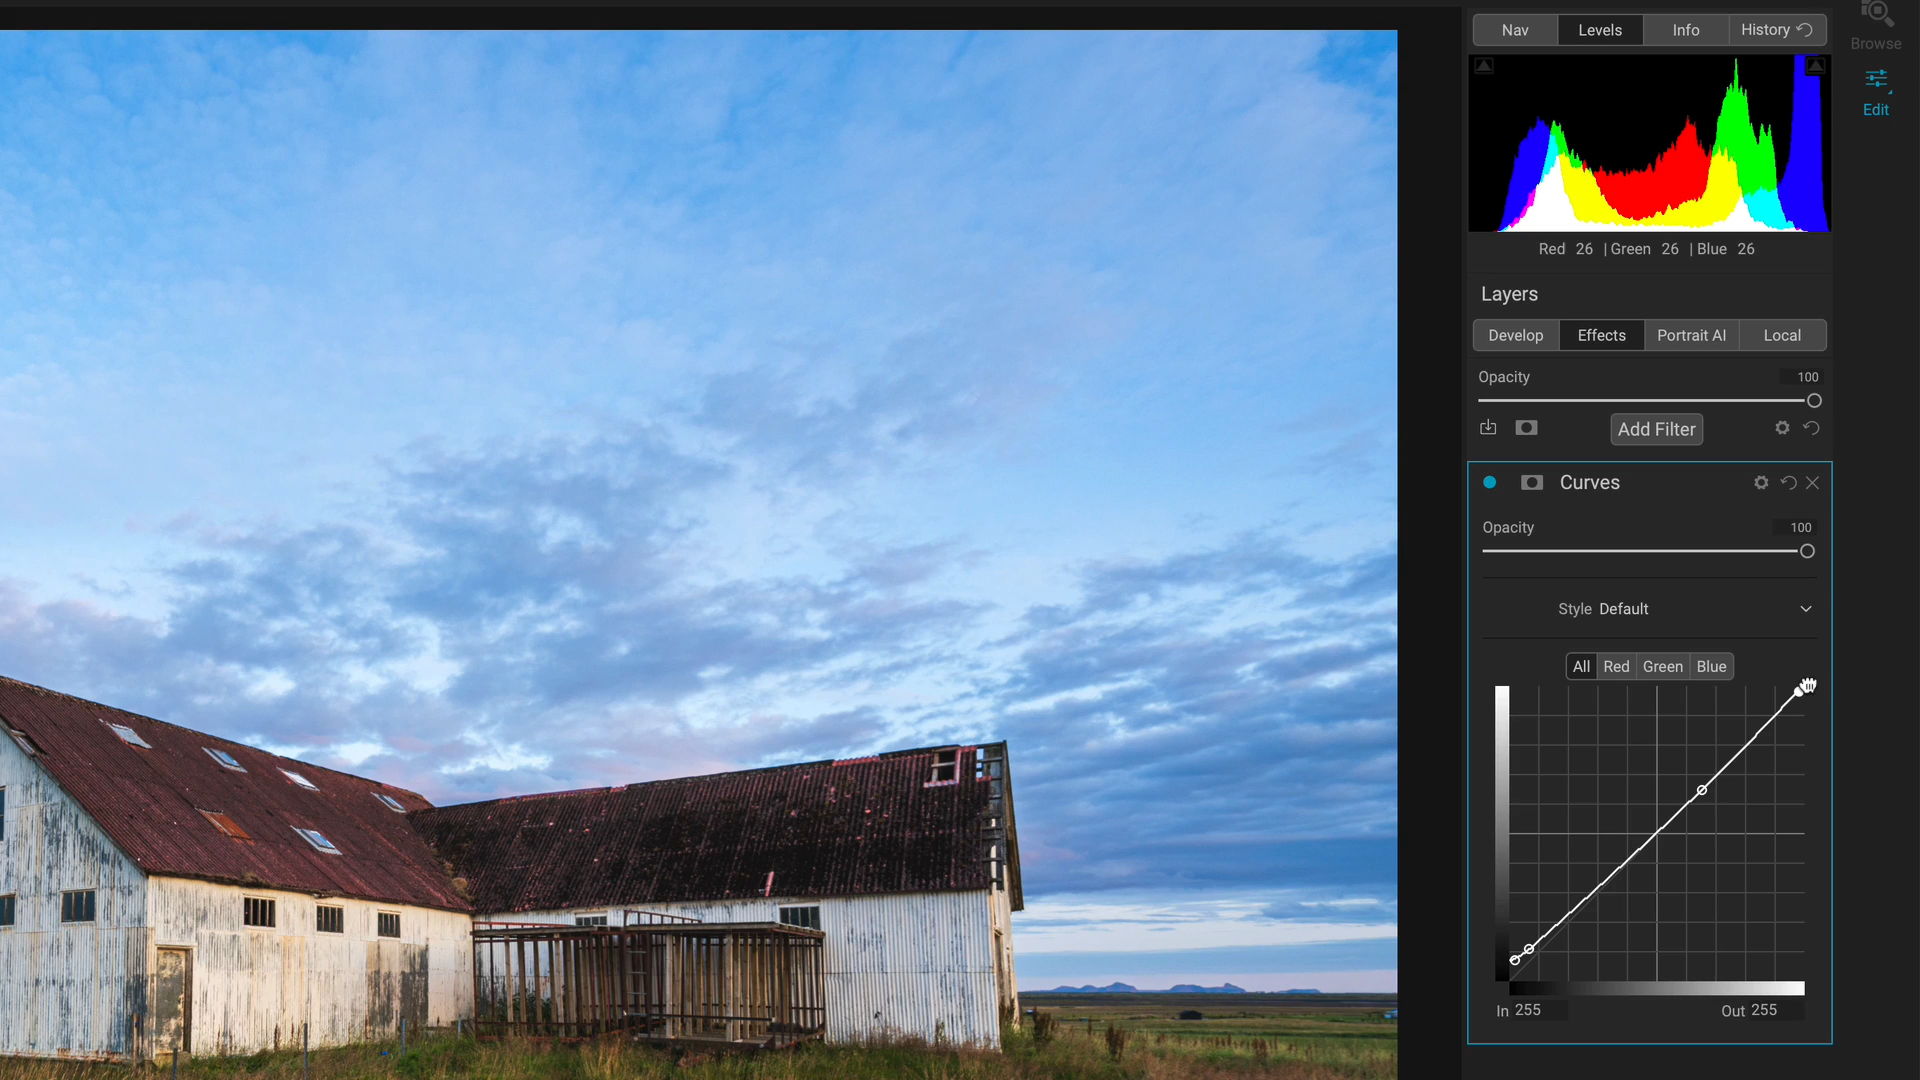 Nav Levels Info History
Browse
Edit
Red 26 | Green 26 | Blue 26
Layers
Develop Effects Portrait AI Local
Opacity 100
Add Filter
Curves
Opacity 100
Style Default
All Red Green Blue
In 255 Out 255